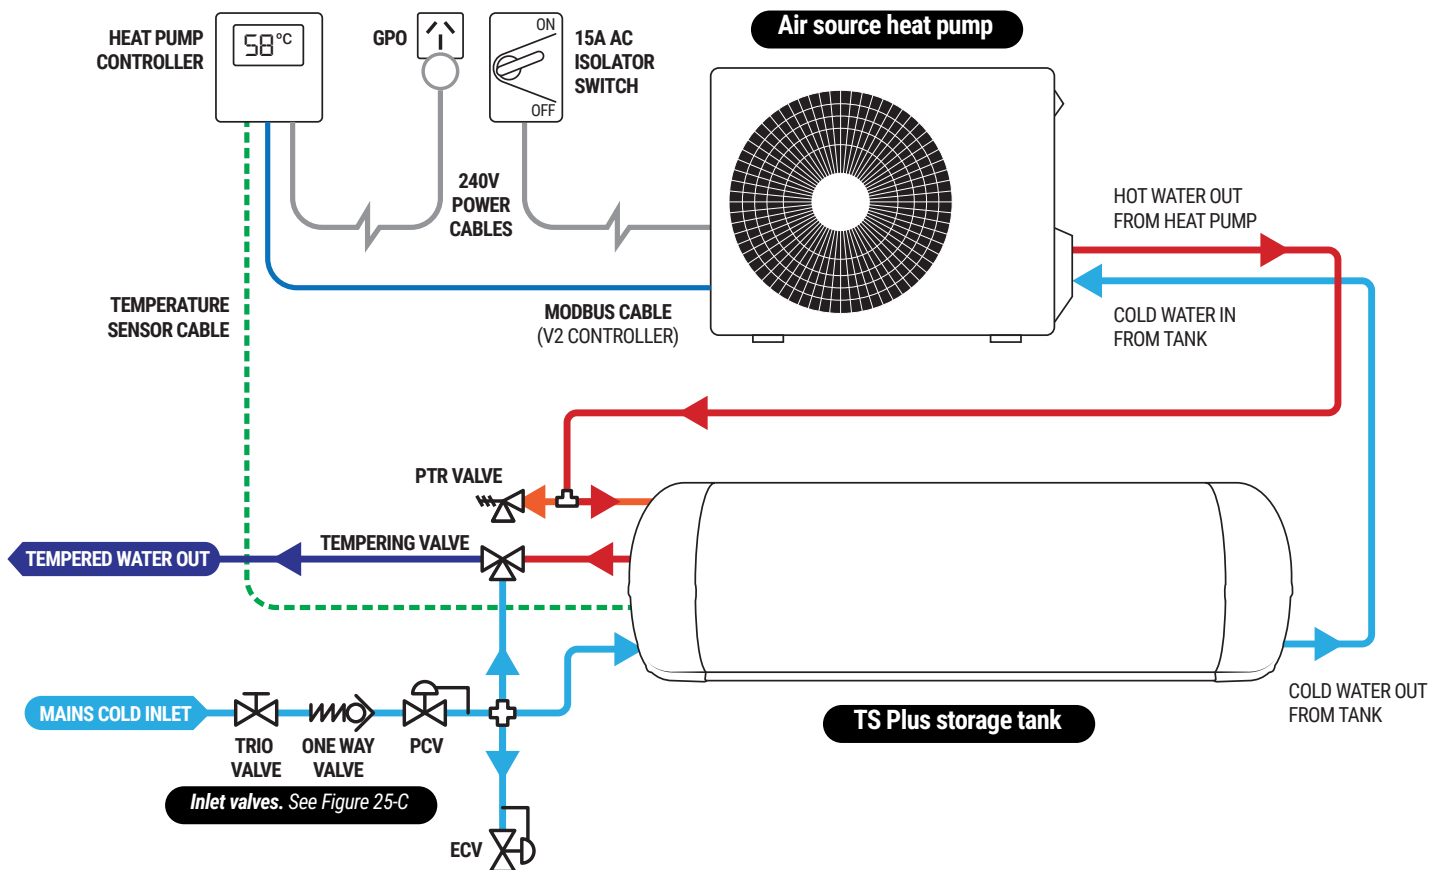 HEAT PUMP
CONTROLLER
58°C
GPO
ON
OFF
15A AC
ISOLATOR
SWITCH
Air source heat pump
240V
POWER
CABLES
HOT WATER OUT
FROM HEAT PUMP
TEMPERATURE
SENSOR CABLE
MODBUS CABLE
(V2 CONTROLLER)
COLD WATER IN
FROM TANK
PTR VALVE
TEMPERING VALVE
TEMPERED WATER OUT
MAINS COLD INLET
TRIO
VALVE
ONE WAY
VALVE
PCV
COLD WATER OUT
FROM TANK
TS Plus storage tank
Inlet valves. See Figure 25-C
ECV